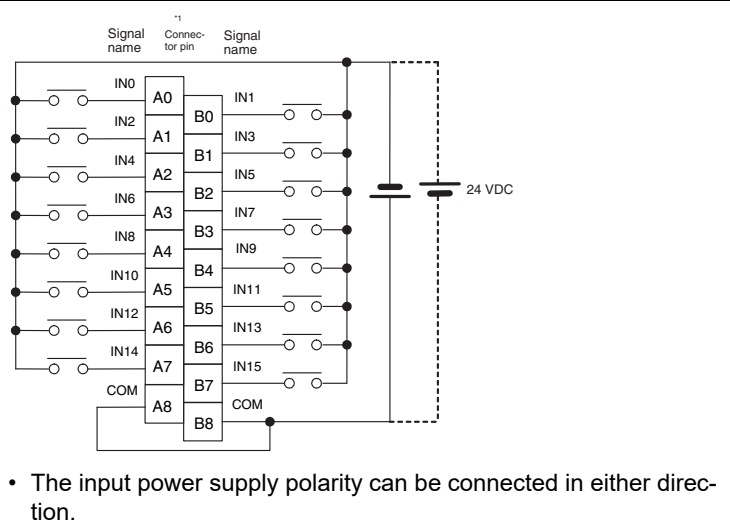 *1
Signal Connec- Signal
name tor pin name
IN0 A0 IN1
B0
IN2 A1 IN3
B1
IN4 A2 IN5
B2
IN6 A3 IN7
B3
IN8 A4 IN9
B4
IN10 A5 IN11
B5
IN12 A6 IN13
B6
IN14 A7 IN15
B7
COM A8 COM
B8
24 VDC
• The input power supply polarity can be connected in either direc-
tion.